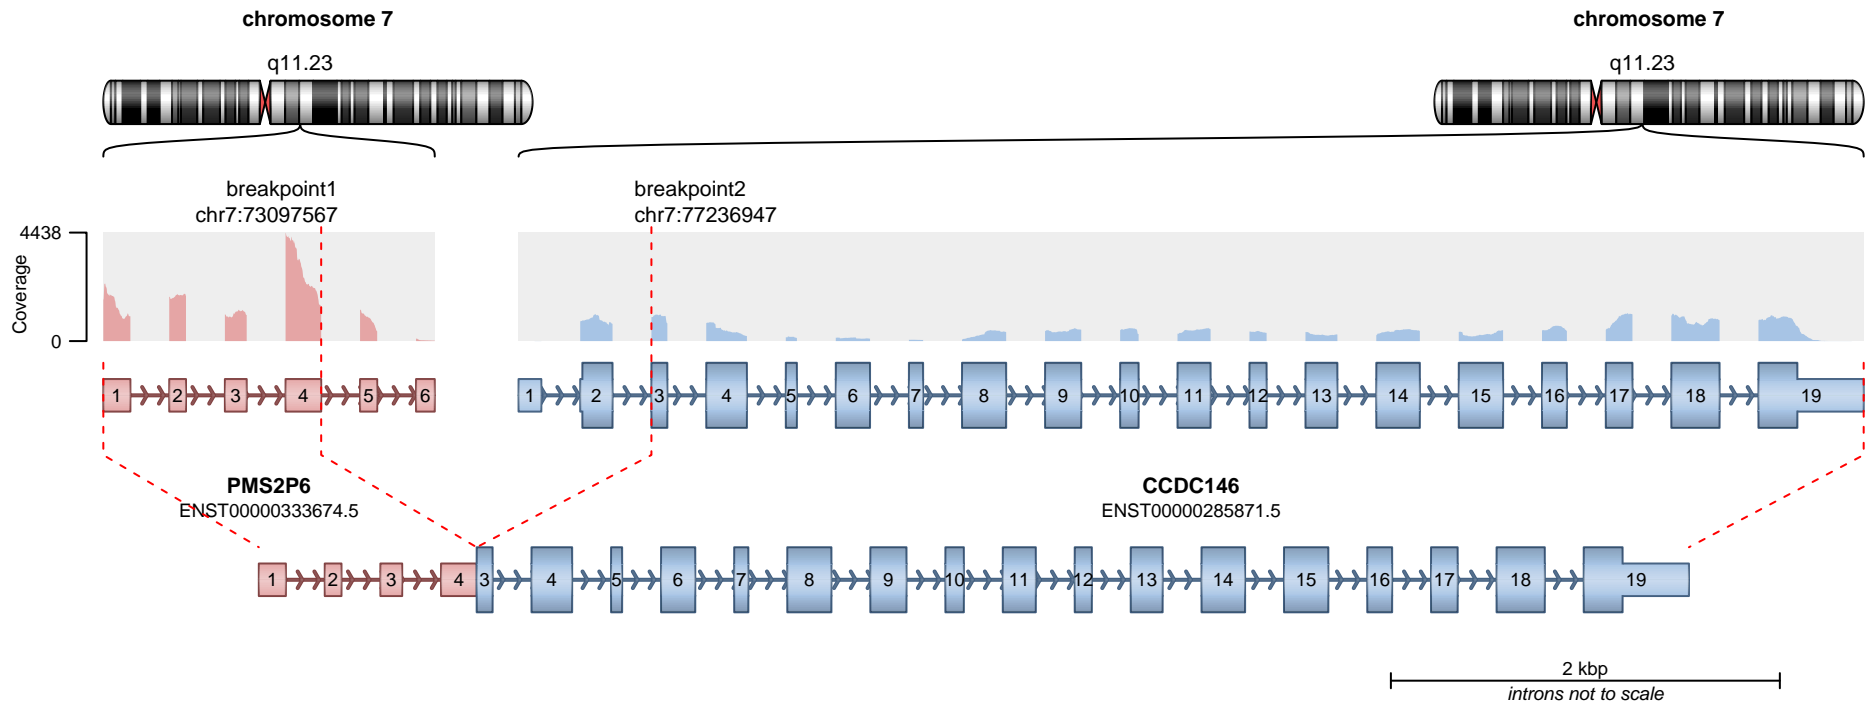 chromosome 7
chromosome 7
q11.23
q11.23
breakpoint1
chr7:73097567
breakpoint2
chr7:77236947
4438
Coverage
0
1 2 3 4 5 6
1 2 3 4 5 6 7 8 9 10 11 12 13 14 15 16 17 18 19
PMS2P6
ENST00000333674.5
CCDC146
ENST00000285871.5
1 2 3 4 3 4 5 6 7 8 9 10 11 12 13 14 15 16 17 18 19
2 kbp
introns not to scale